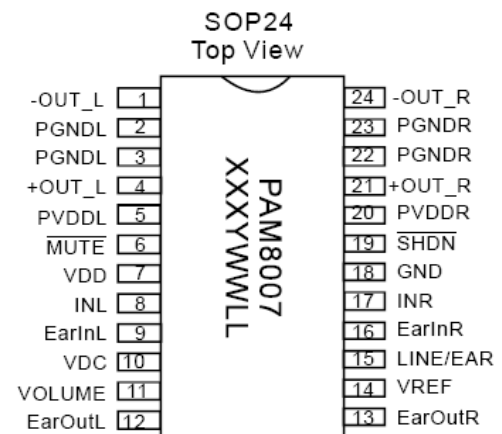 SOP24
Top View
-OUT_L 1
PGNDL 2
PGNDL 3
+OUT_L 4
PVDDL 5
MUTE 6
VDD 7
INL 8
EarInL 9
VDC 10
VOLUME 11
EarOutL 12
PAM8007
XXXYWWLL
24 -OUT_R
23 PGNDR
22 PGNDR
21 +OUT_R
20 PVDDR
19 SHDN
18 GND
17 INR
16 EarInR
15 LINE/EAR
14 VREF
13 EarOutR